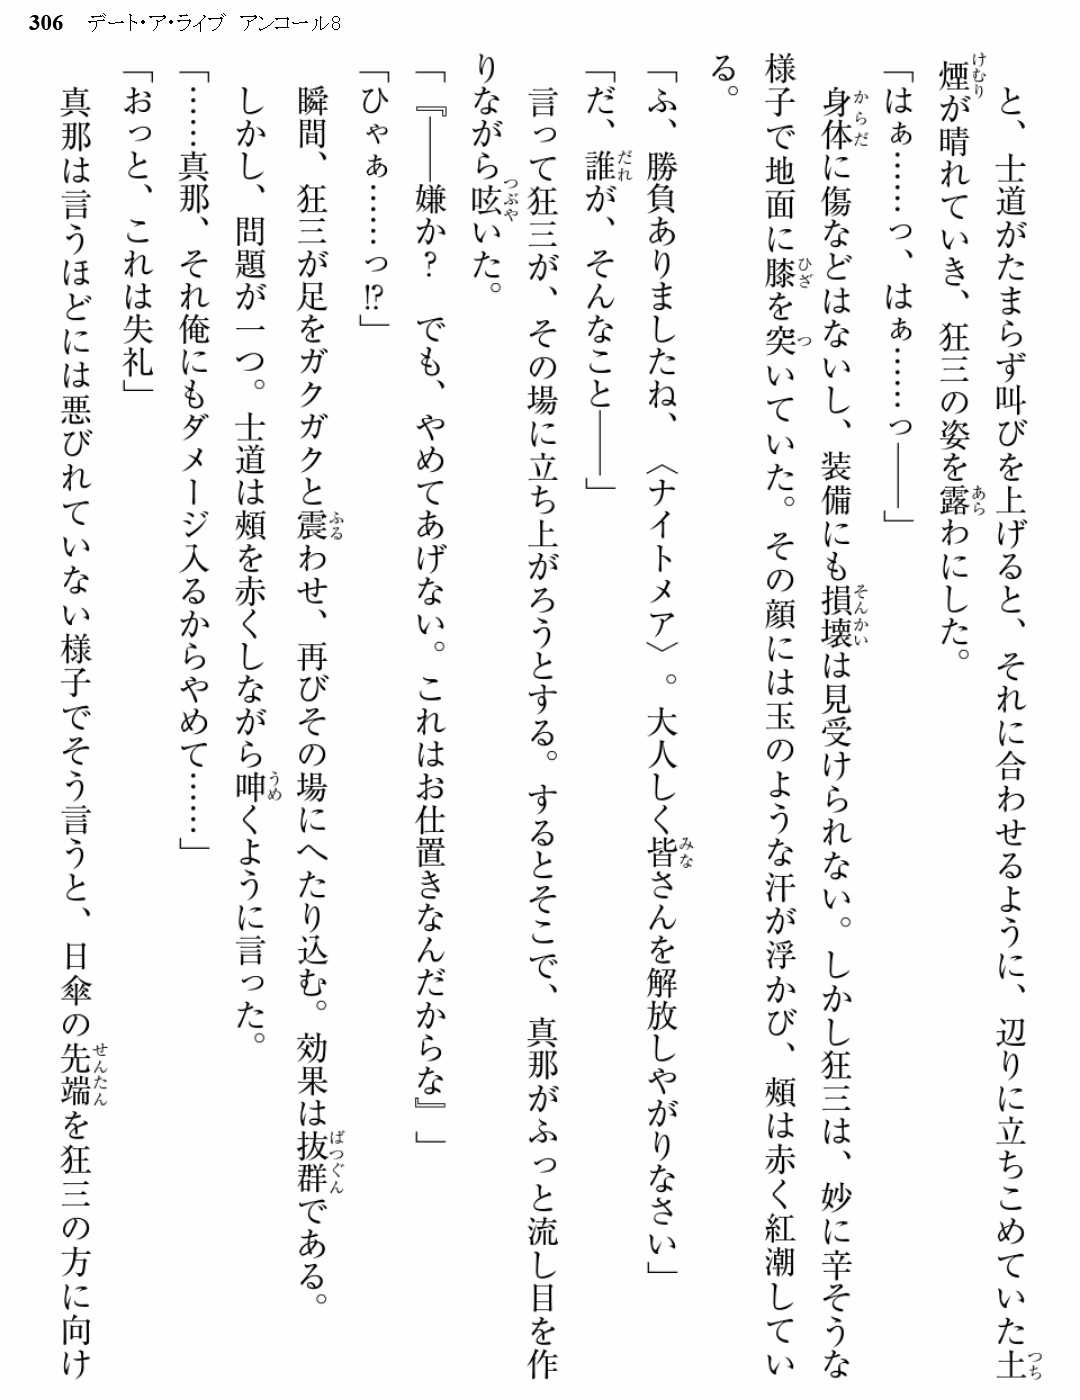 306 デート・ア・ライブ アンコール8
と、士道がたまらず叫びを上げると、それに合わせるように、辺りに立ちこめていた土
煙が晴れていき、狂三の姿を露わにした。
「はぁ……っ、はぁ……っ――」
身体に傷などはないし、装備にも損壊は見受けられない。しかし狂三は、妙に辛そうな
様子で地面に膝を突いていた。その顔には玉のような汗が浮かび、頰は赤く紅潮してい
る。
「ふ、勝負ありましたね、〈ナイトメア〉。大人しく皆さんを解放しやがりなさい」
「だ、誰が、そんなこと――」
言って狂三が、その場に立ち上がろうとする。するとそこで、真那がふっと流し目を作
りながら呟いた。
「『――嫌か? でも、やめてあげない。これはお仕置きなんだからな』」
「ひゃぁ……っ!?」
瞬間、狂三が足をガクガクと震わせ、再びその場にへたり込む。効果は抜群である。
しかし、問題が一つ。士道は頰を赤くしながら呻くように言った。
「……真那、それ俺にもダメージ入るからやめて……」
「おっと、これは失礼」
真那は言うほどには悪びれていない様子でそう言うと、日傘の先端を狂三の方に向け